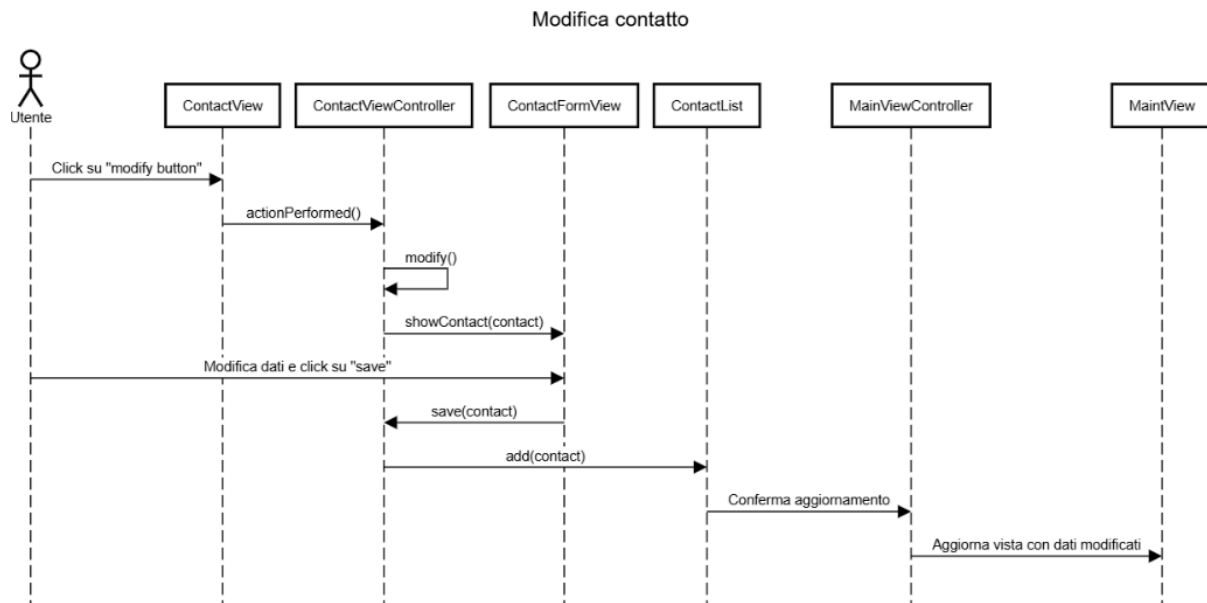 Modifica contatto
Utente
ContactView
ContactViewController
ContactFormView
ContactList
MainViewController
MaintView
Click su "modify button"
actionPerformed()
modify()
showContact(contact)
Modifica dati e click su "save"
save(contact)
add(contact)
Conferma aggiornamento
Aggiorna vista con dati modificati